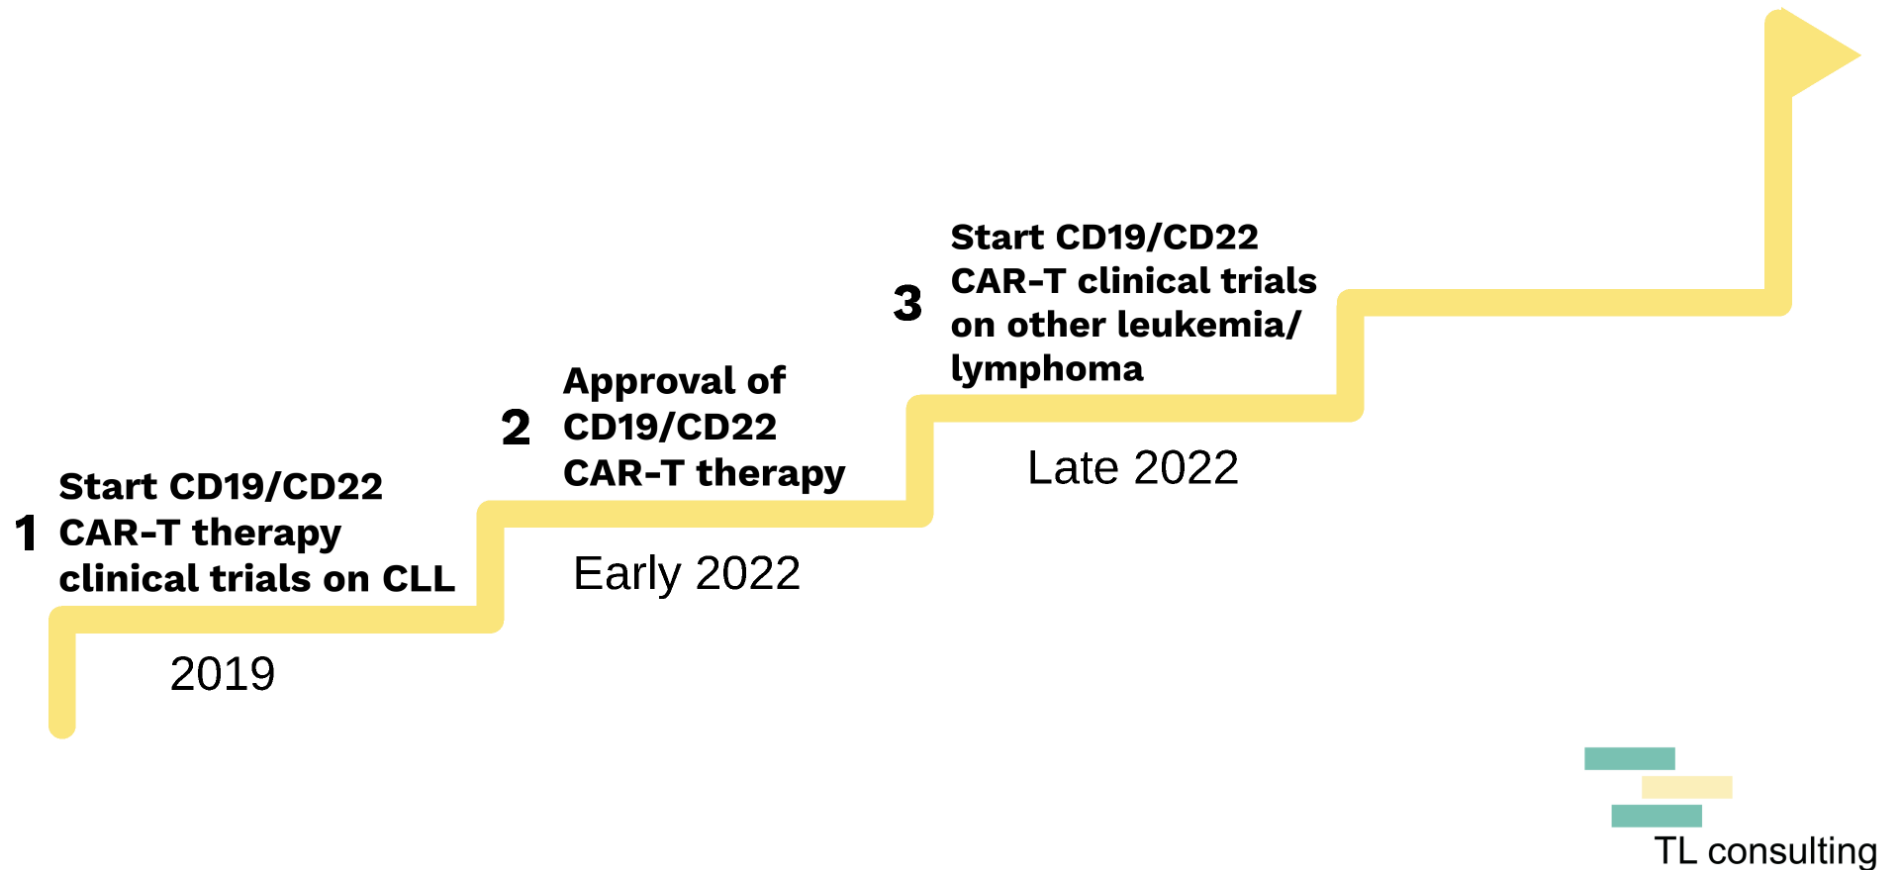 1
Start CD19/CD22
CAR-T therapy
clinical trials on CLL
2019
2
Approval of
CD19/CD22
CAR-T therapy
Early 2022
3
Start CD19/CD22
CAR-T clinical trials
on other leukemia/
lymphoma
Late 2022
TL consulting